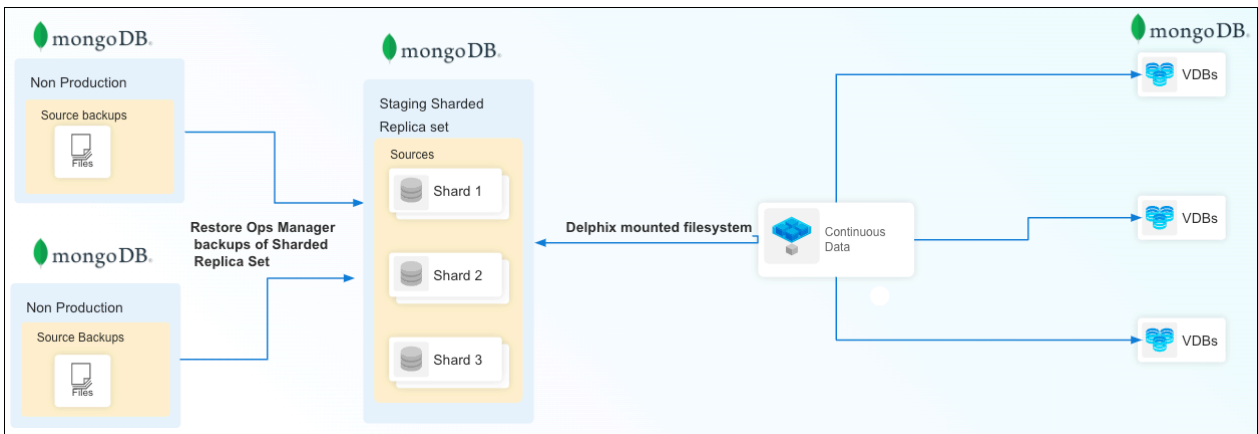 mongoDB.
Non Production
Source backups
Files
mongoDB.
Non Production
Source Backups
Files
Restore Ops Manager
backups of Sharded
Replica Set
mongoDB.
Staging Sharded
Replica set
Sources
Shard 1
Shard 2
Shard 3
Delphix mounted filesystem
Continuous
Data
mongoDB.
VDBs
VDBs
VDBs